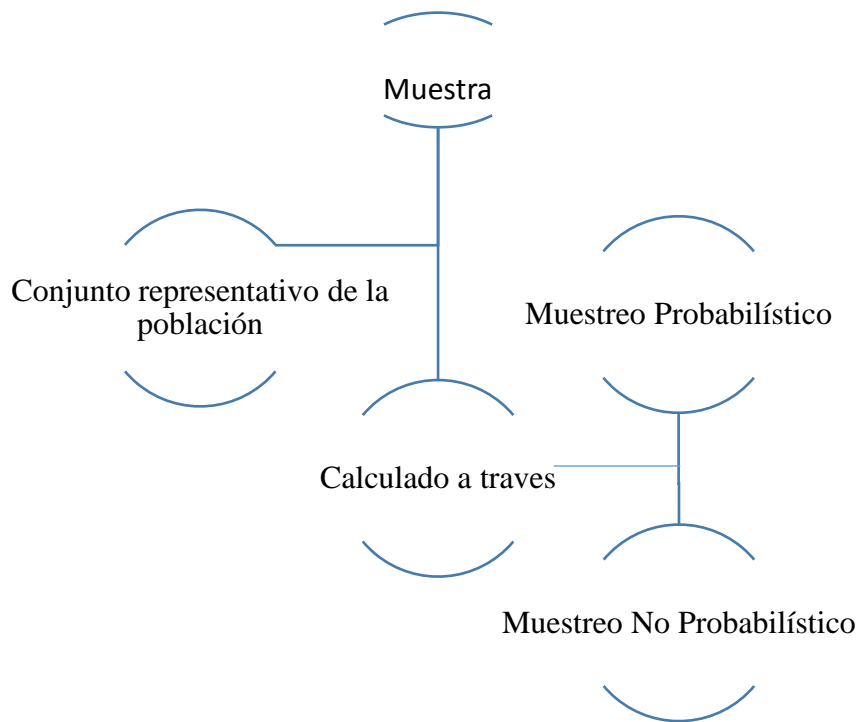 Muestra
Conjunto representativo de la
población
Muestreo Probabilístico
Calculado a traves
Muestreo No Probabilístico